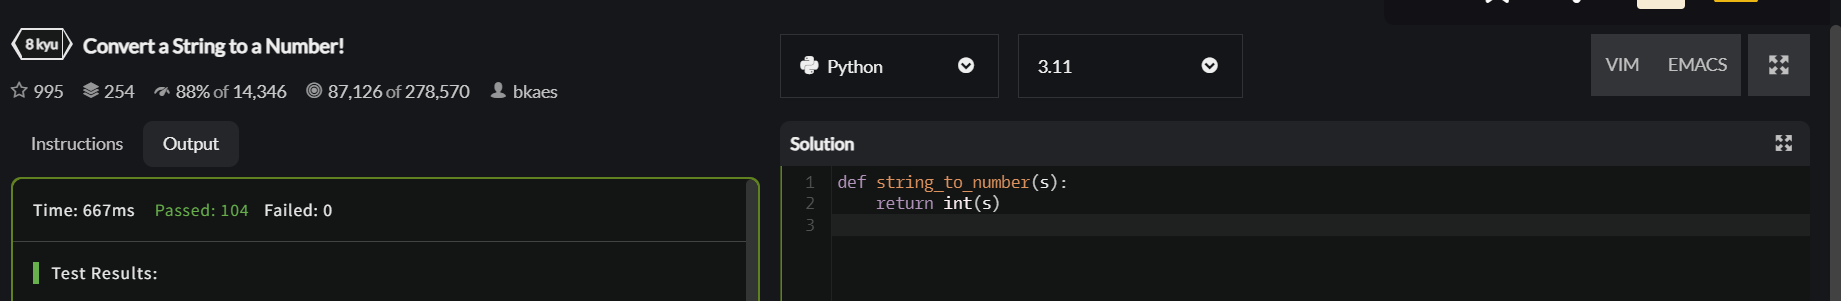 8 kyu Convert a String to a Number!
995 254 88% of 14,346 87,126 of 278,570 bkaes
Instructions Output
Time: 667ms Passed: 104 Failed: 0
Test Results:
Python 3.11 VIM EMACS
Solution
1 def string_to_number(s):
2     return int(s)
3